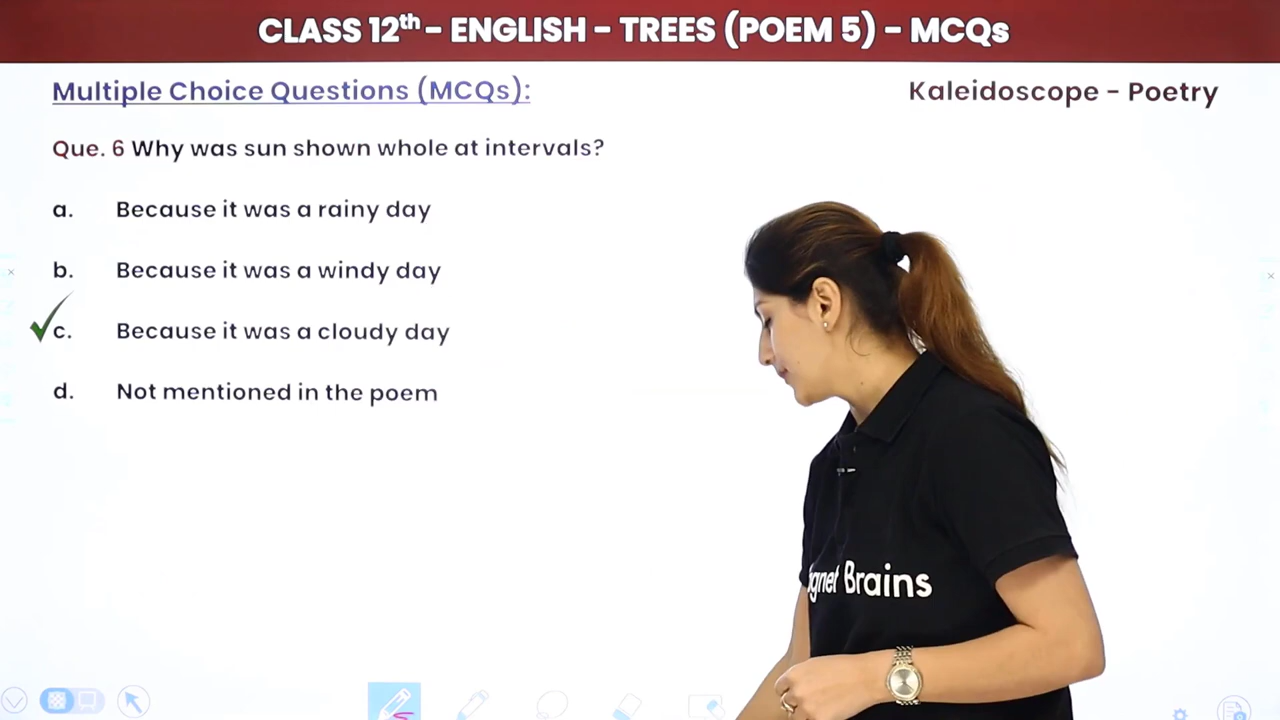 CLASS 12th - ENGLISH - TREES (POEM 5) - MCQs
Multiple Choice Questions (MCQs):
Kaleidoscope - Poetry
Que. 6 Why was sun shown whole at intervals?
a. Because it was a rainy day
b. Because it was a windy day
c. Because it was a cloudy day
d. Not mentioned in the poem
Brains